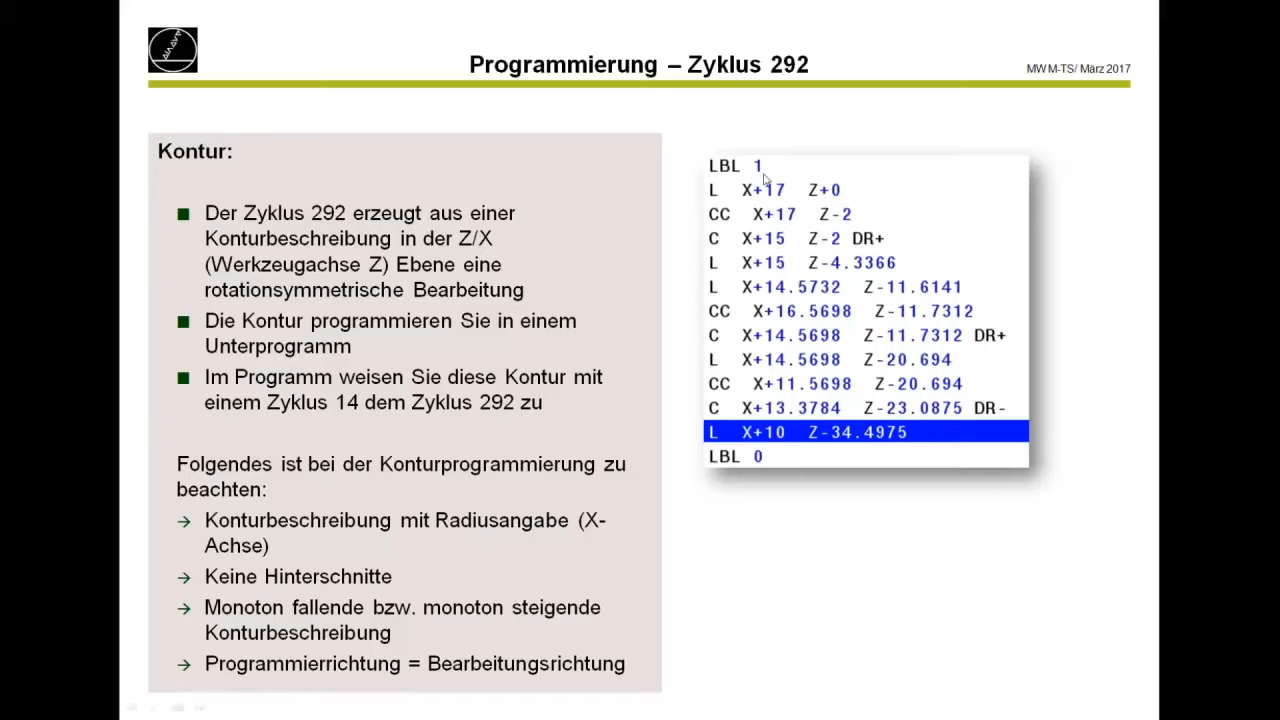 Programmierung – Zyklus 292
MW M-TS/ März 2017
Kontur:
Der Zyklus 292 erzeugt aus einer
Konturbeschreibung in der Z/X
(Werkzeugachse Z) Ebene eine
rotationsymmetrische Bearbeitung
Die Kontur programmieren Sie in einem
Unterprogramm
Im Programm weisen Sie diese Kontur mit
einem Zyklus 14 dem Zyklus 292 zu
Folgendes ist bei der Konturprogrammierung zu
beachten:
Konturbeschreibung mit Radiusangabe (X-
Achse)
Keine Hinterschnitte
Monoton fallende bzw. monoton steigende
Konturbeschreibung
Programmierrichtung = Bearbeitungsrichtung
LBL 1
L X+17 Z+0
CC X+17 Z-2
C X+15 Z-2 DR+
L X+15 Z-4.3366
L X+14.5732 Z-11.6141
CC X+16.5698 Z-11.7312
C X+14.5698 Z-11.7312 DR+
L X+14.5698 Z-20.694
CC X+11.5698 Z-20.694
C X+13.3784 Z-23.0875 DR-
L X+10 Z-34.4975
LBL 0